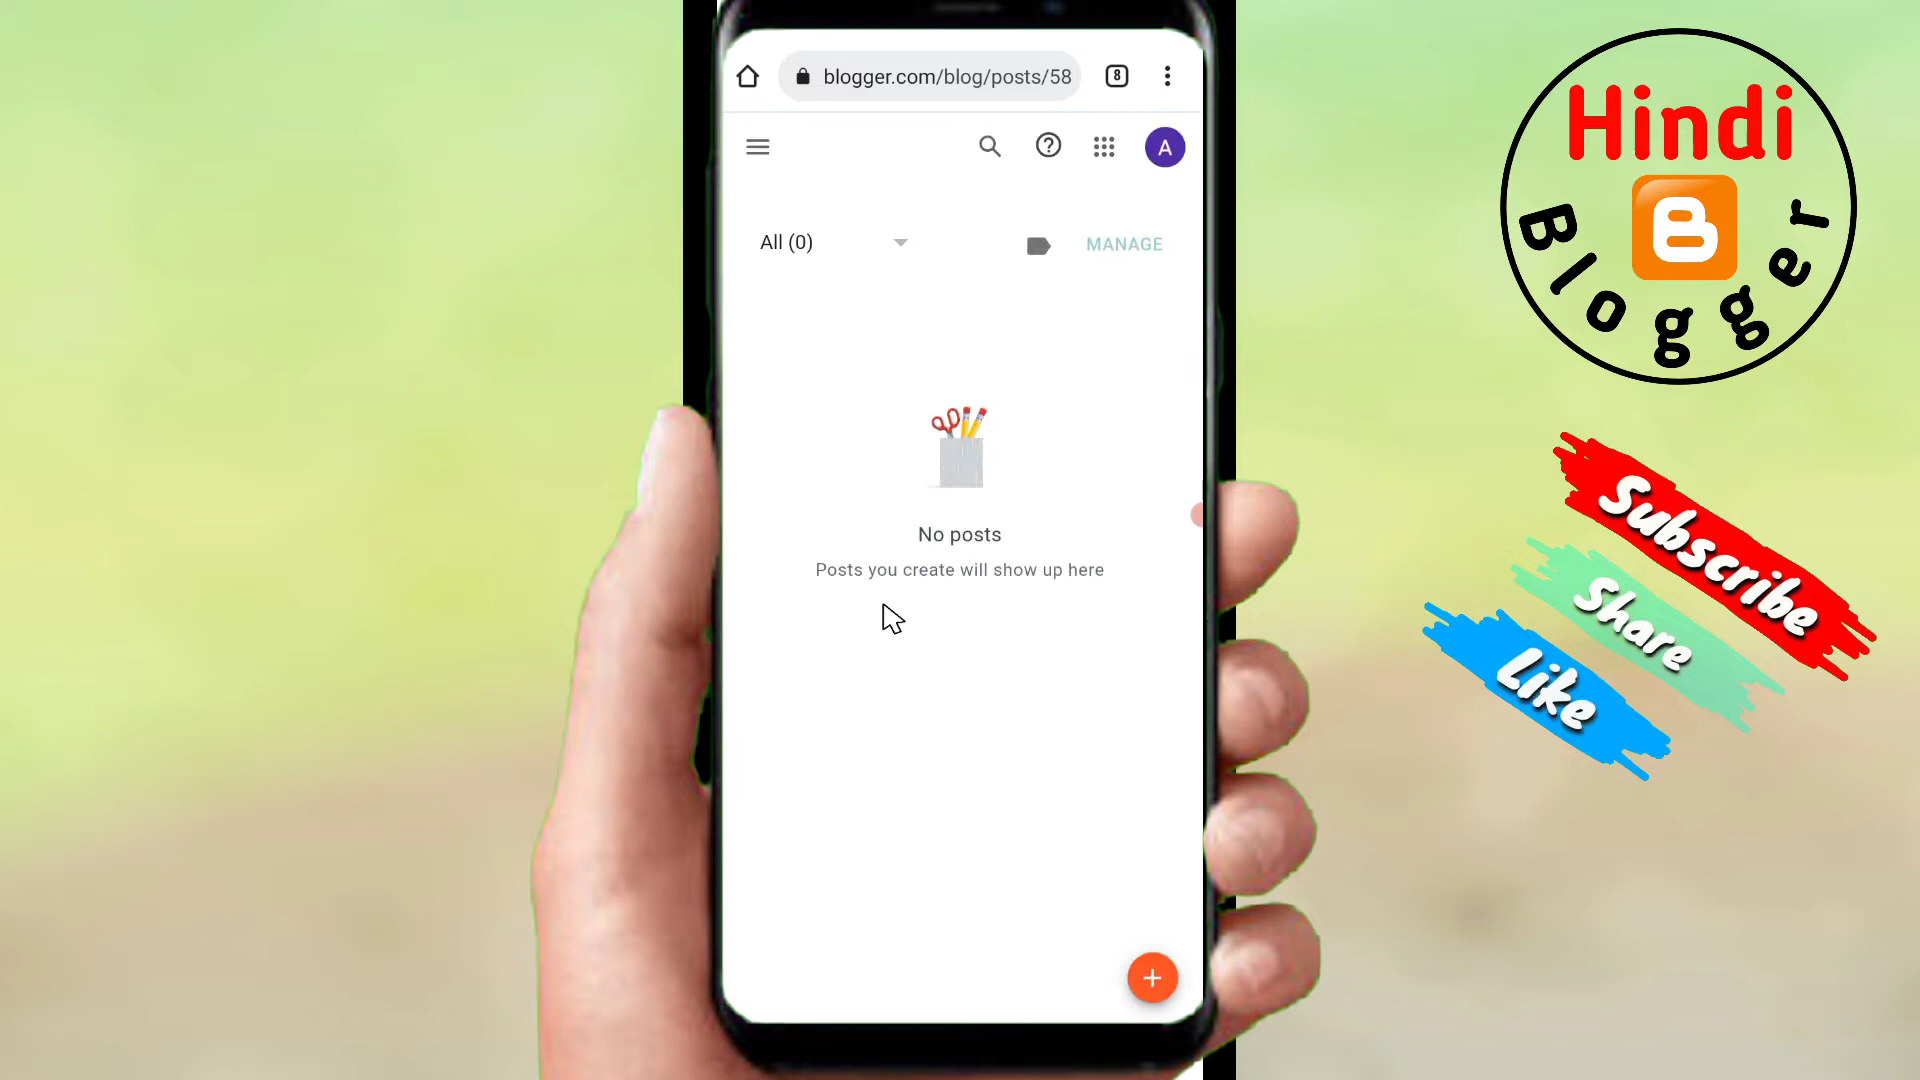 blogger.com/blog/posts/58
8
A
All (0)
MANAGE
No posts
Posts you create will show up here
Hindi
Blogger
Subscribe
Share
Like